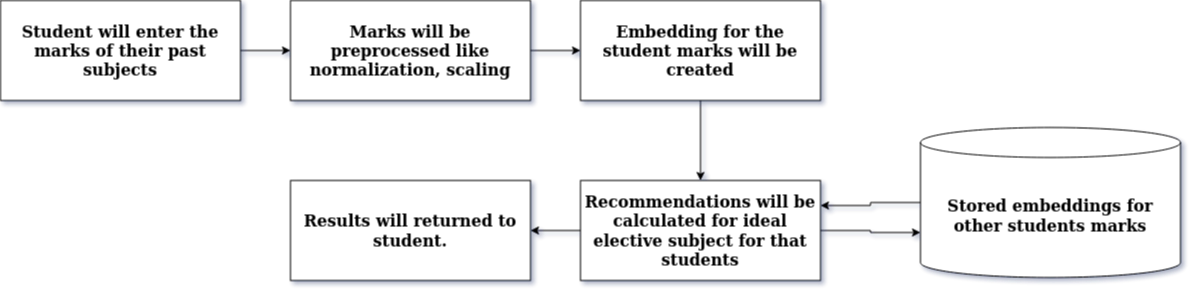 Student will enter the
marks of their past
subjects
Marks will be
preprocessed like
normalization, scaling
Embedding for the
student marks will be
created
Recommendations will be
calculated for ideal
elective subject for that
students
Stored embeddings for
other students marks
Results will returned to
student.